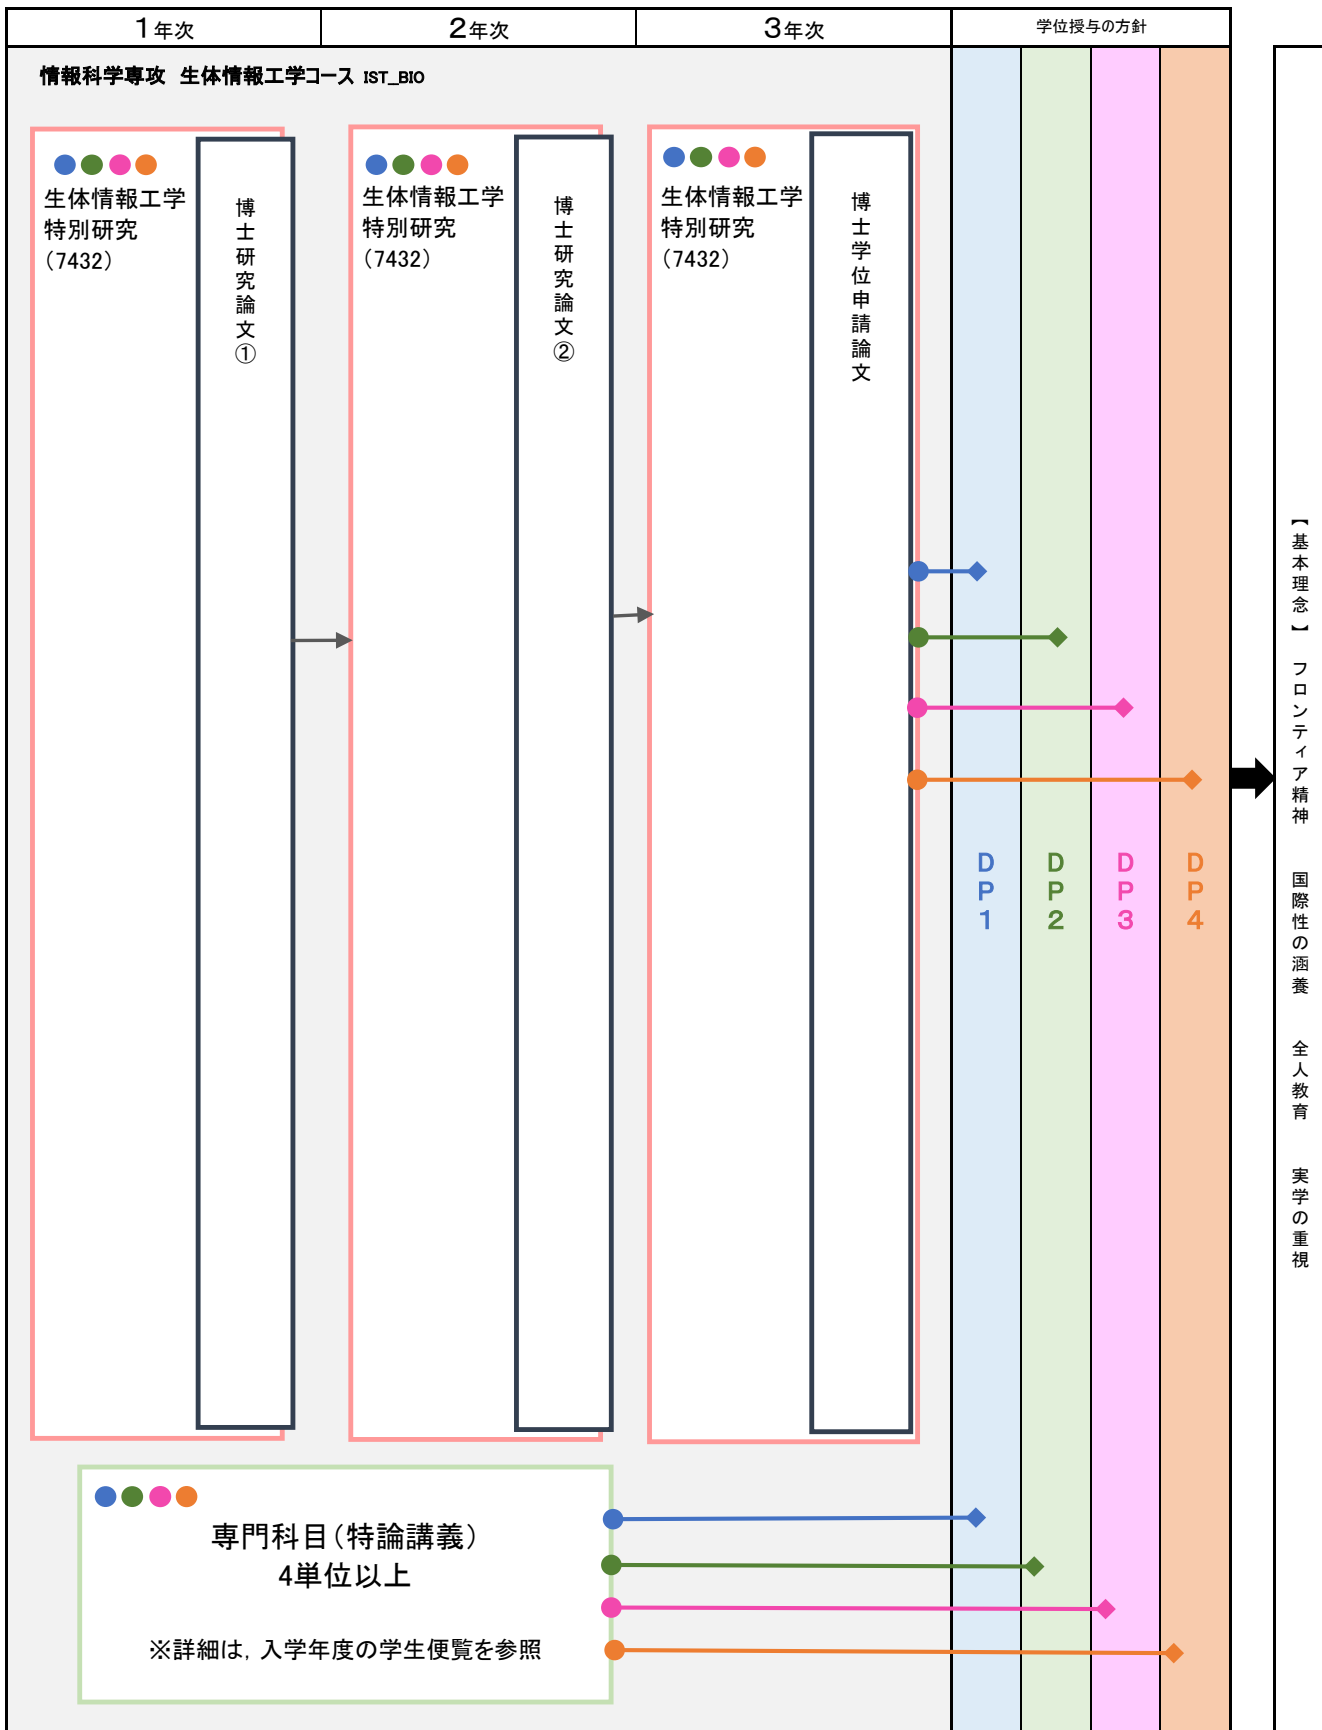 1年次
2年次
3年次
学位授与の方針
情報科学専攻 生体情報工学コース IST_BIO
生体情報工学
特別研究
(7432)
博士研究論文①
生体情報工学
特別研究
(7432)
博士研究論文②
生体情報工学
特別研究
(7432)
博士学位申請論文
DP1
DP2
DP3
DP4
【基本理念】 フロンティア精神 国際性の涵養 全人教育 実学の重視
専門科目(特論講義)
4単位以上
※詳細は, 入学年度の学生便覧を参照